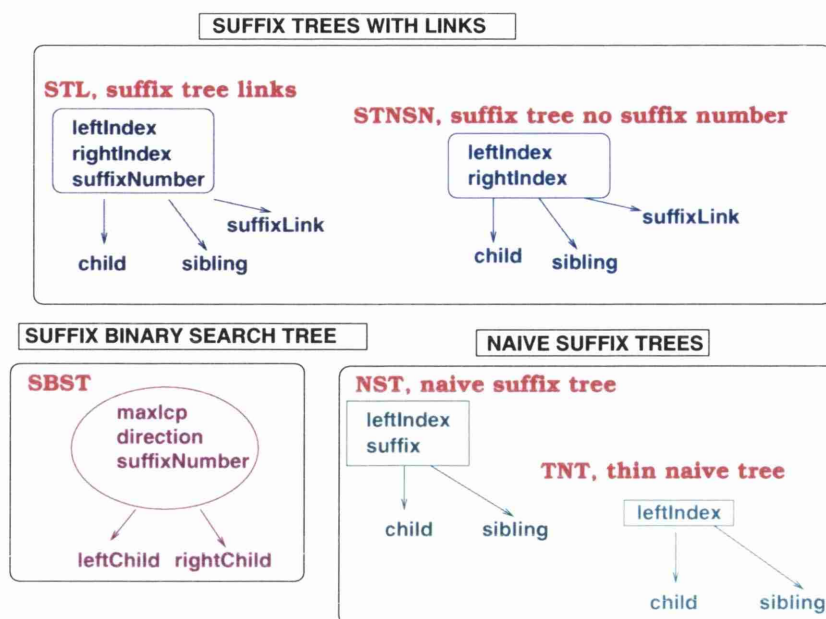 SUFFIX TREES WITH LINKS
STL, suffix tree links
leftIndex
rightIndex
suffixNumber
child
sibling
suffixLink
STNSN, suffix tree no suffix number
leftIndex
rightIndex
child
sibling
suffixLink
SUFFIX BINARY SEARCH TREE
SBST
maxlcp
direction
suffixNumber
leftChild rightChild
NAIVE SUFFIX TREES
NST, naive suffix tree
leftIndex
suffix
child
sibling
TNT, thin naive tree
leftIndex
child
sibling